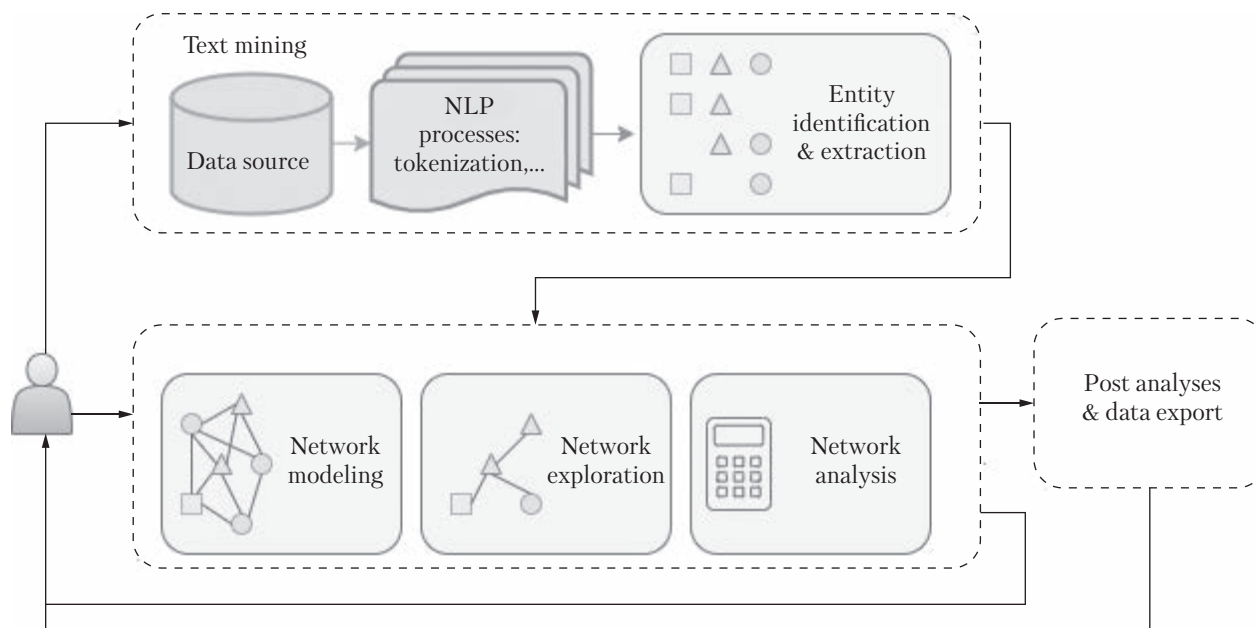 Text mining
Data source
NLP
processes:
tokenization,...
Entity
identification
& extraction
Network
modeling
Network
exploration
Network
analysis
Post analyses
& data export